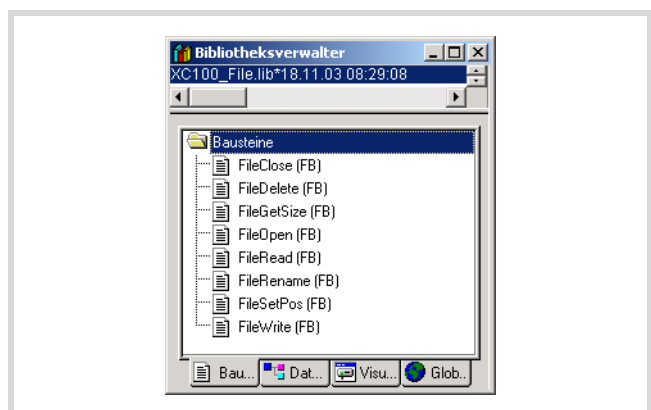 Bibliotheksverwalter
XC100_File.lib*18.11.03 08:29:08
Bausteine
FileClose (FB)
FileDelete (FB)
FileGetSize (FB)
FileOpen (FB)
FileRead (FB)
FileRename (FB)
FileSetPos (FB)
FileWrite (FB)
Bau... Dat... Visu... Glob..